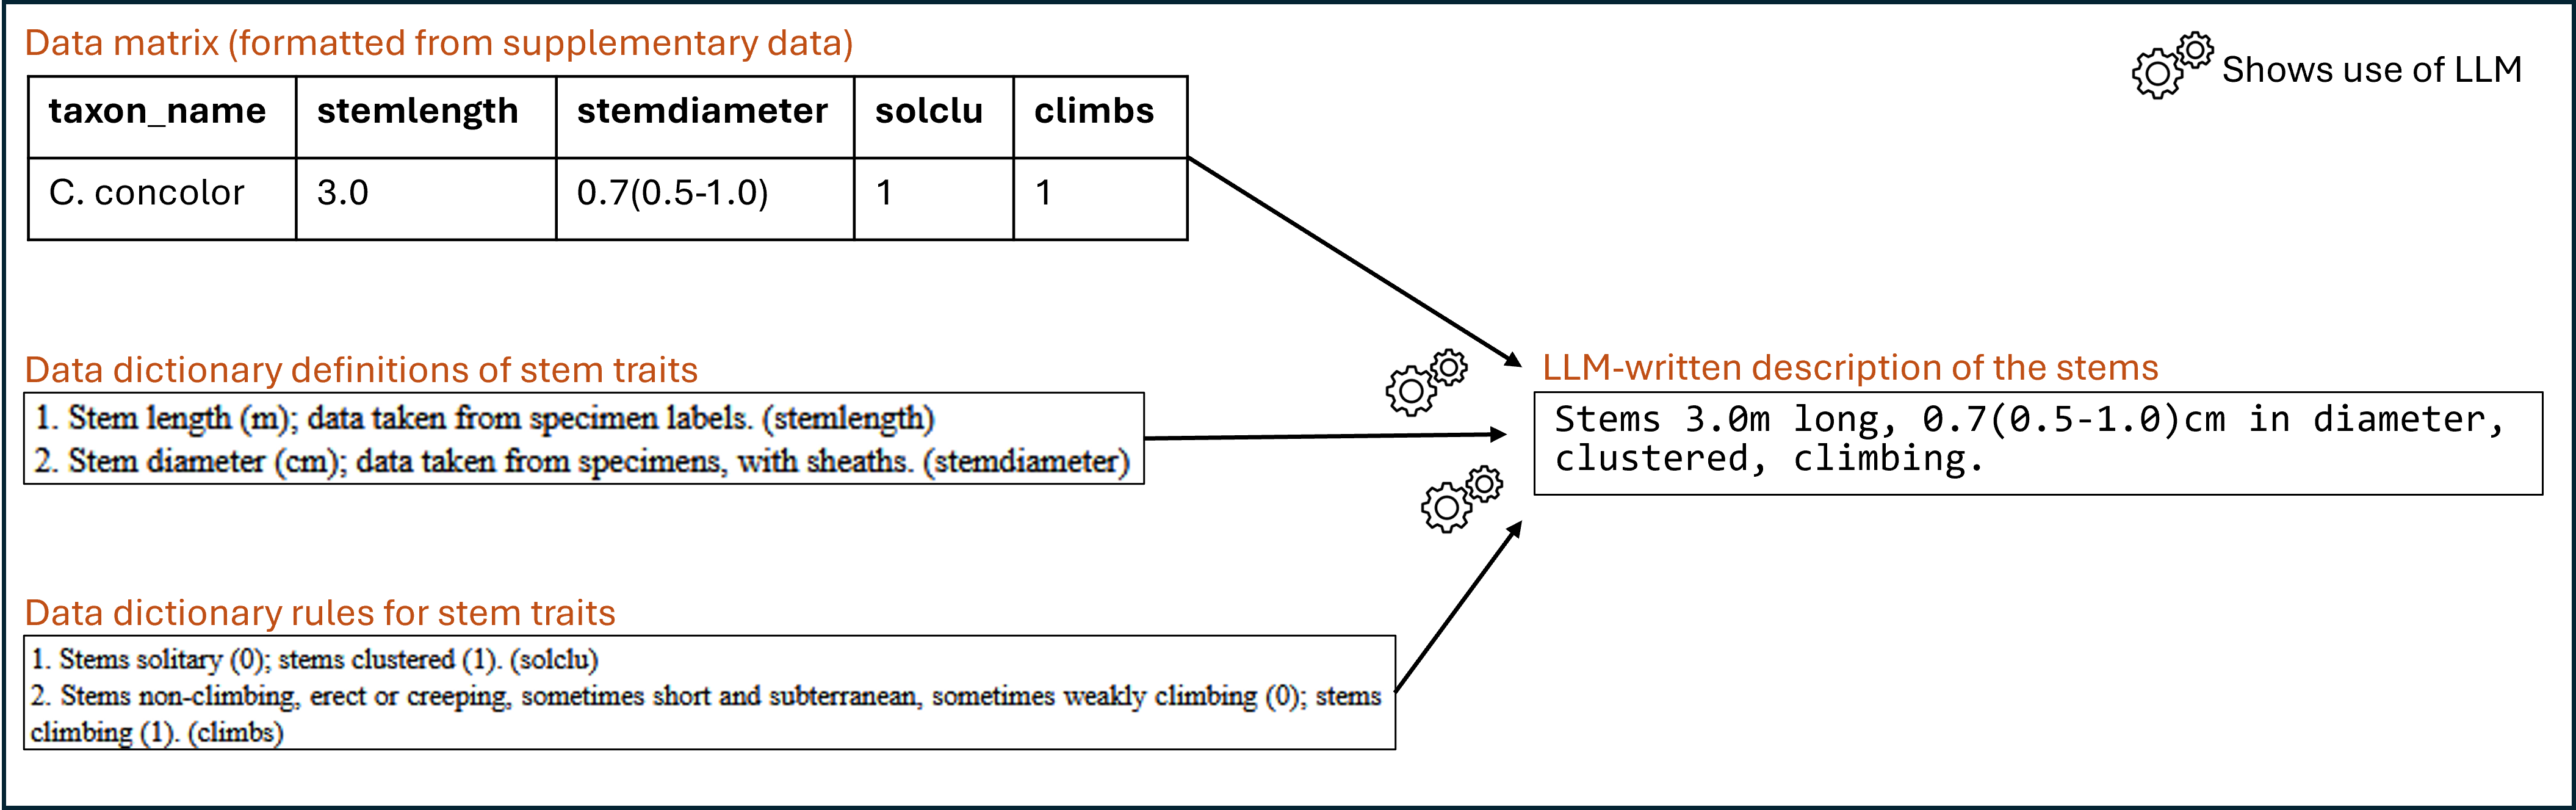 Data matrix (formatted from supplementary data)
Shows use of LLM
taxon_name stemlength stemdiameter solclu climbs
C. concolor 3.0 0.7(0.5-1.0) 1 1
Data dictionary definitions of stem traits
1. Stem length (m); data taken from specimen labels. (stemlength)
2. Stem diameter (cm); data taken from specimens, with sheaths. (stemdiameter)
LLM-written description of the stems
Stems 3.0m long, 0.7(0.5-1.0)cm in diameter,
clustered, climbing.
Data dictionary rules for stem traits
1. Stems solitary (0); stems clustered (1). (solclu)
2. Stems non-climbing, erect or creeping, sometimes short and subterranean, sometimes weakly climbing (0); stems
climbing (1). (climbs)